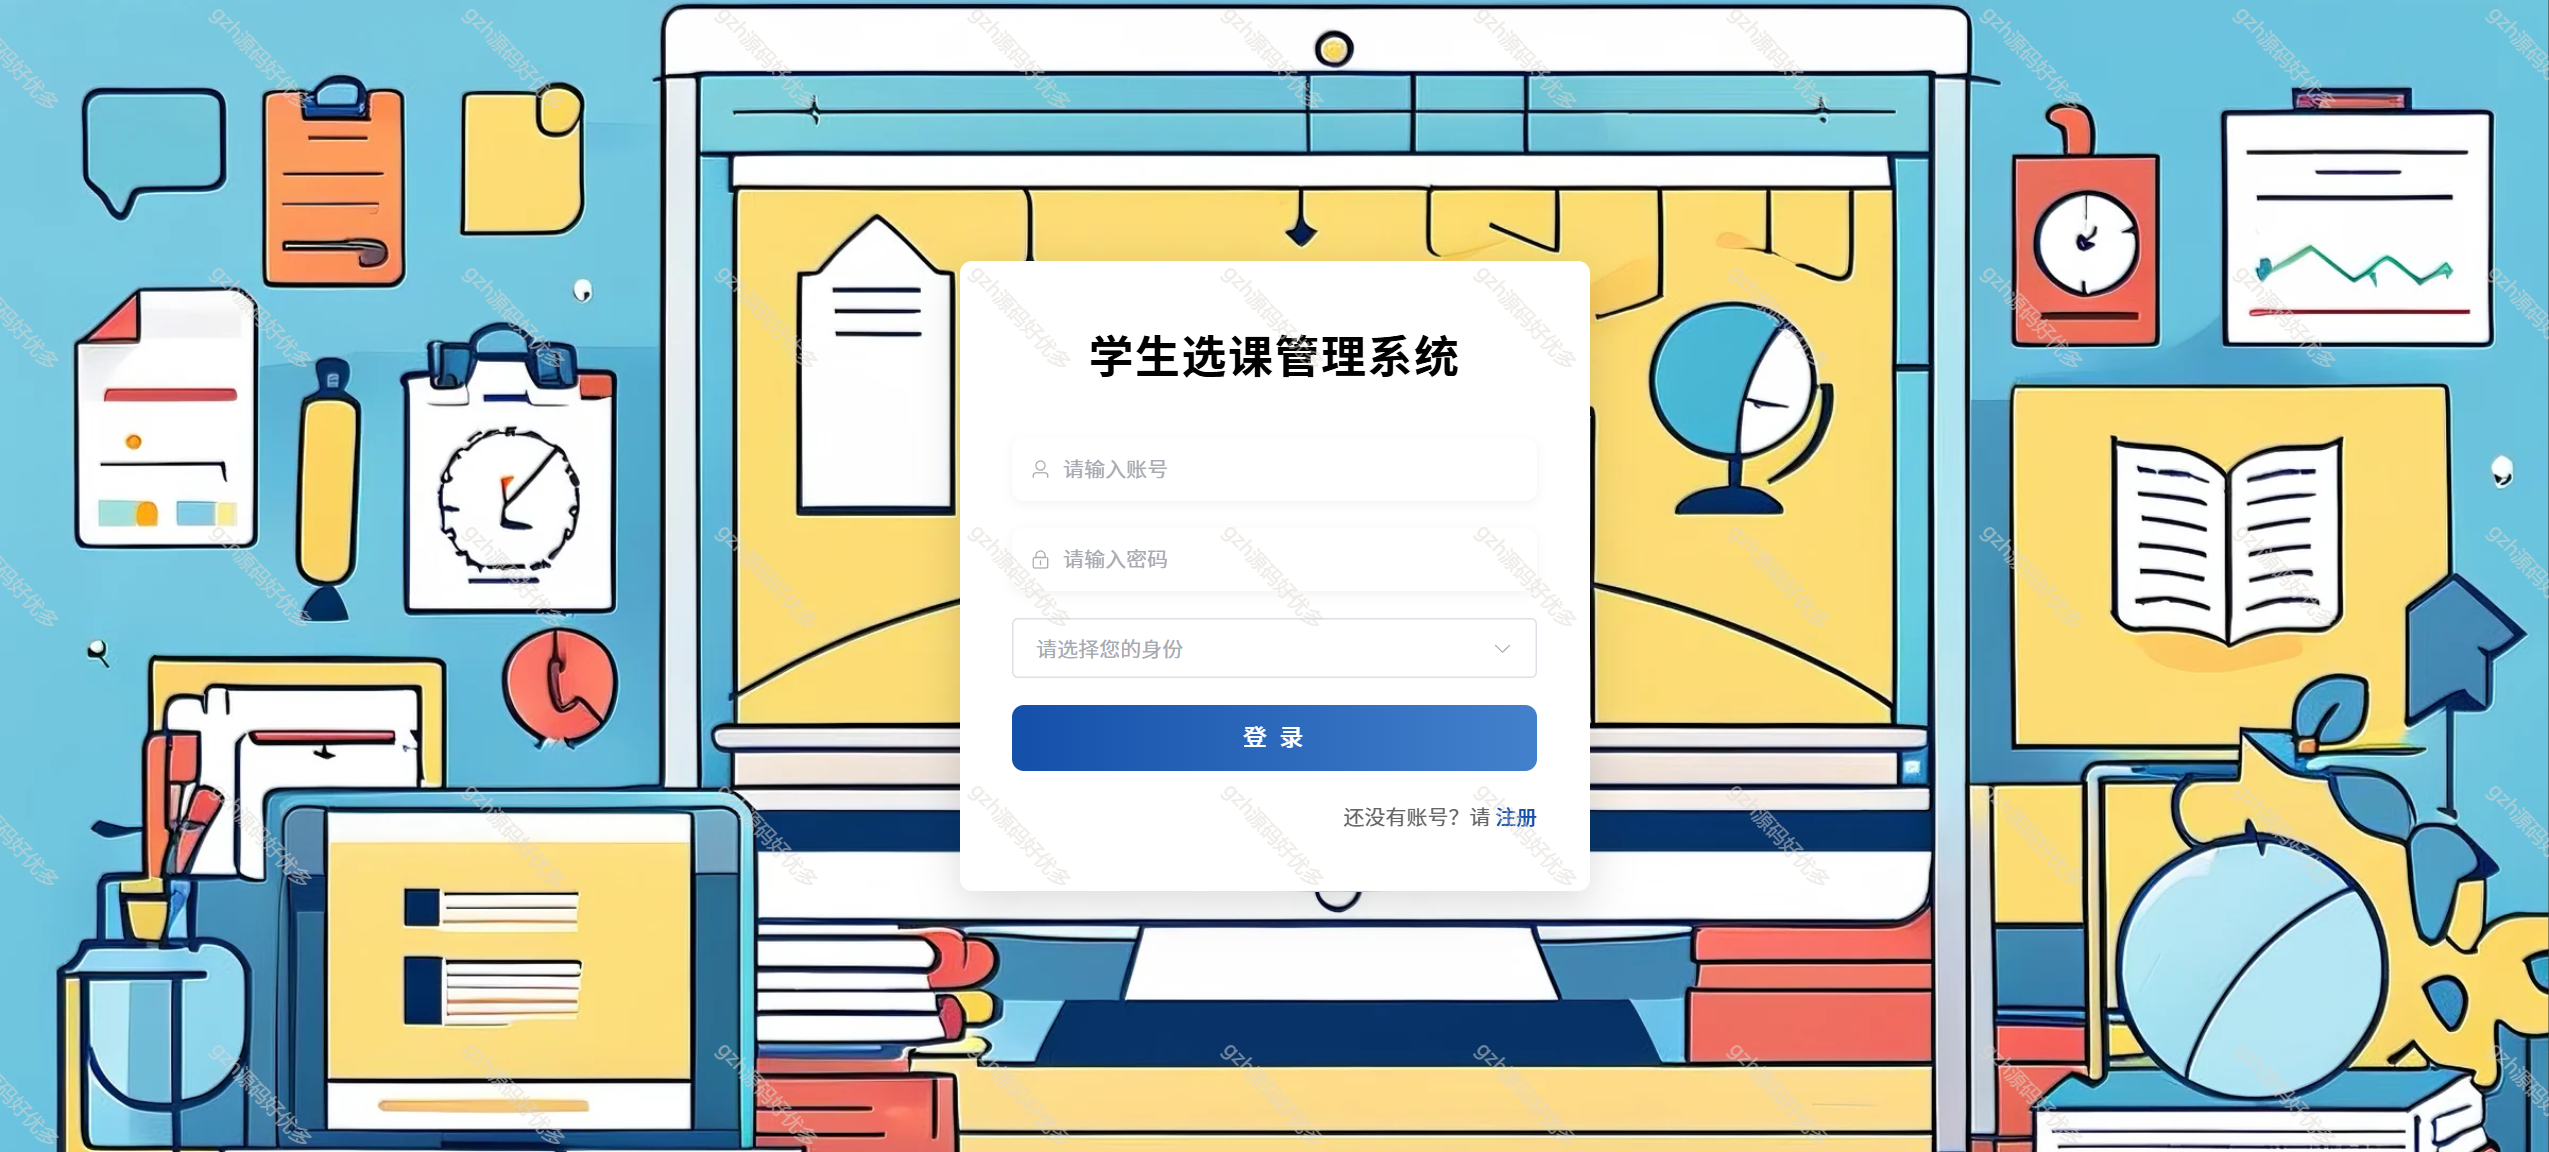 学生选课管理系统
请输入账号
请输入密码
请选择您的身份
登 录
还没有账号？请 注册
gzh源码好优多